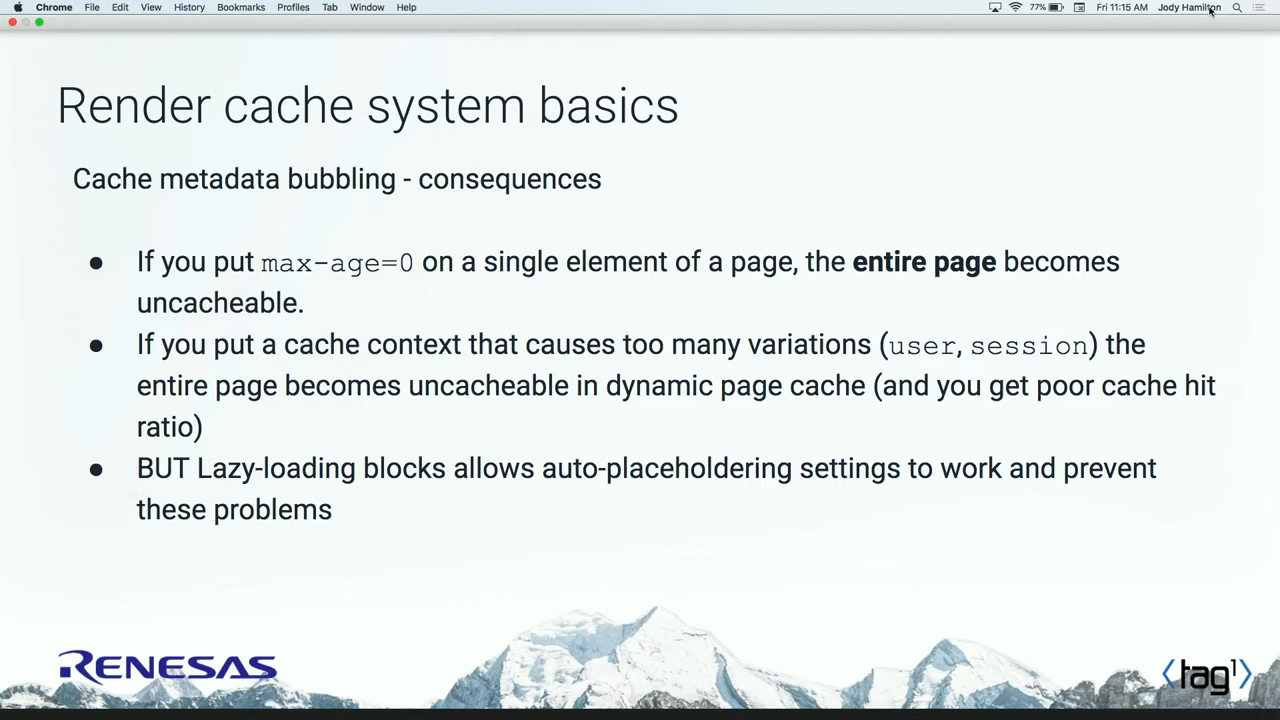 Chrome File Edit View History Bookmarks Profiles Tab Window Help 77% Fri 11:15 AM Jody Hamilton
Render cache system basics
Cache metadata bubbling - consequences
● If you put max-age=0 on a single element of a page, the entire page becomes
uncacheable.
● If you put a cache context that causes too many variations (user, session) the
entire page becomes uncacheable in dynamic page cache (and you get poor cache hit
ratio)
● BUT Lazy-loading blocks allows auto-placeholdering settings to work and prevent
these problems
RENESAS
<tag1>